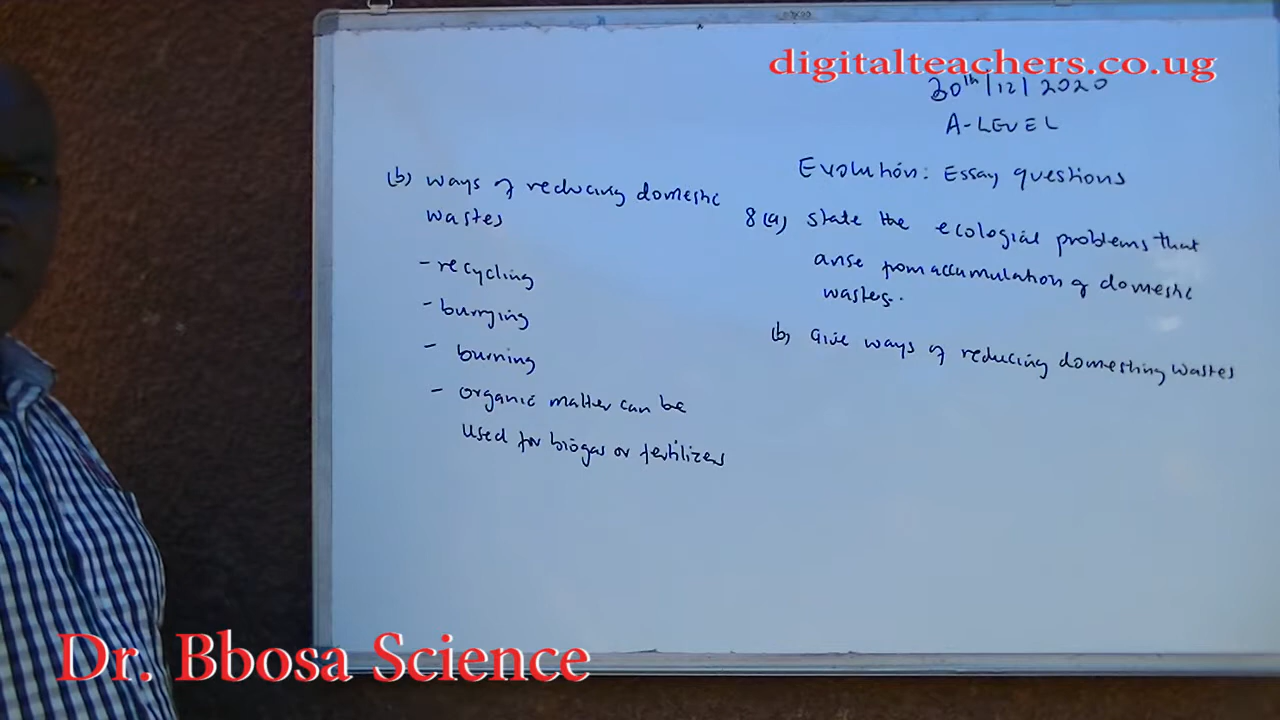 digitalteachers.co.ug
30th/12/2020
A-LEVEL
Evolution: Essay questions
8(a) State the ecological problems that
arise from accumulation of domestic
wastes..
(b) Give ways of reducing domesting wastes
(b) ways of reducing domestic
wastes
- recycling
- burrying
- burning
- organic matter can be
used for biogas or fertilizers
Dr. Bbosa Science